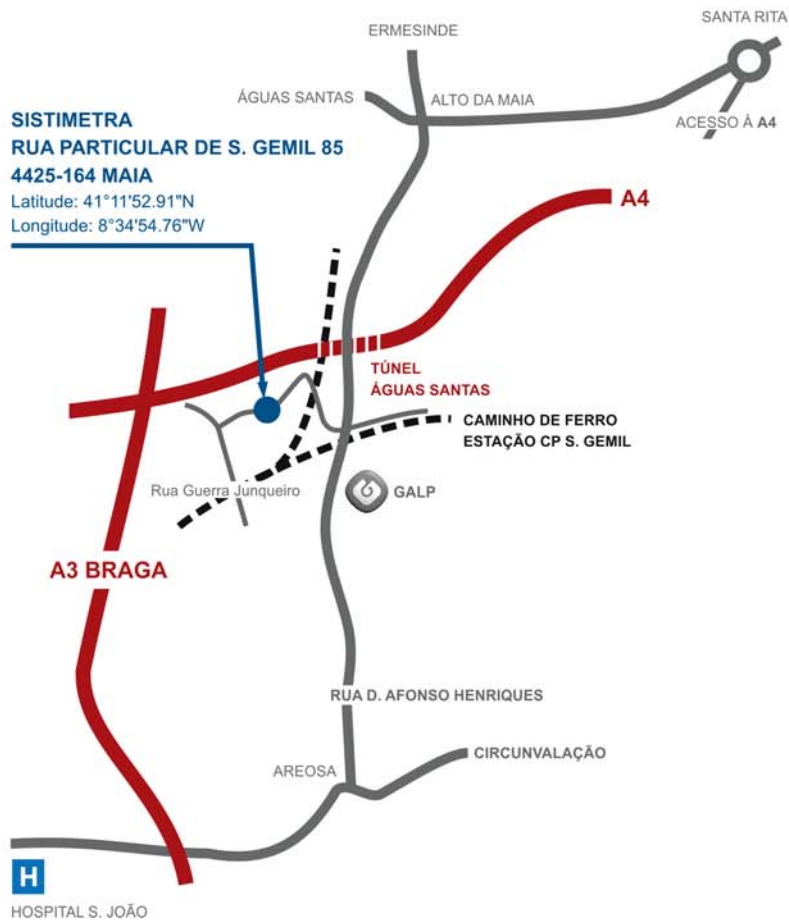 SANTA RITA
ERMESINDE
ÁGUAS SANTAS
ALTO DA MAIA
ACESSO Á A4
SISTIMETRA
RUA PARTICULAR DE S. GEMIL 85
4425-164 MAIA
Latitude: 41°11'52.91"N
Longitude: 8°34'54.76"W
A4
TÚNEL
ÁGUAS SANTAS
CAMINHO DE FERRO
ESTAÇÃO CP S. GEMIL
Rua Guerra Junqueiro
GALP
A3 BRAGA
RUA D. AFONSO HENRIQUES
CIRCUNVALAÇÃO
AREOSA
H
HOSPITAL S. JOÃO